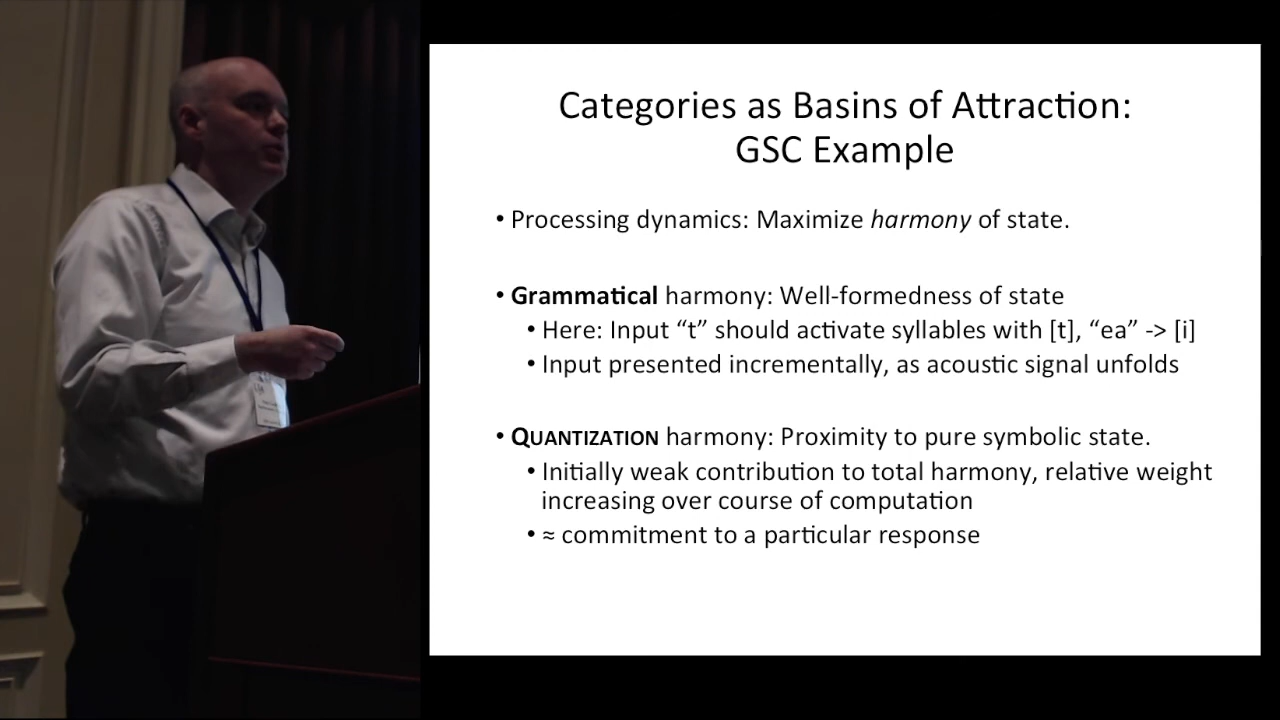 Categories as Basins of Attraction:
GSC Example
• Processing dynamics: Maximize harmony of state.
• Grammatical harmony: Well-formedness of state
• Here: Input “t” should activate syllables with [t], “ea” -> [i]
• Input presented incrementally, as acoustic signal unfolds
• QUANTIZATION harmony: Proximity to pure symbolic state.
• Initially weak contribution to total harmony, relative weight
increasing over course of computation
• ≈ commitment to a particular response